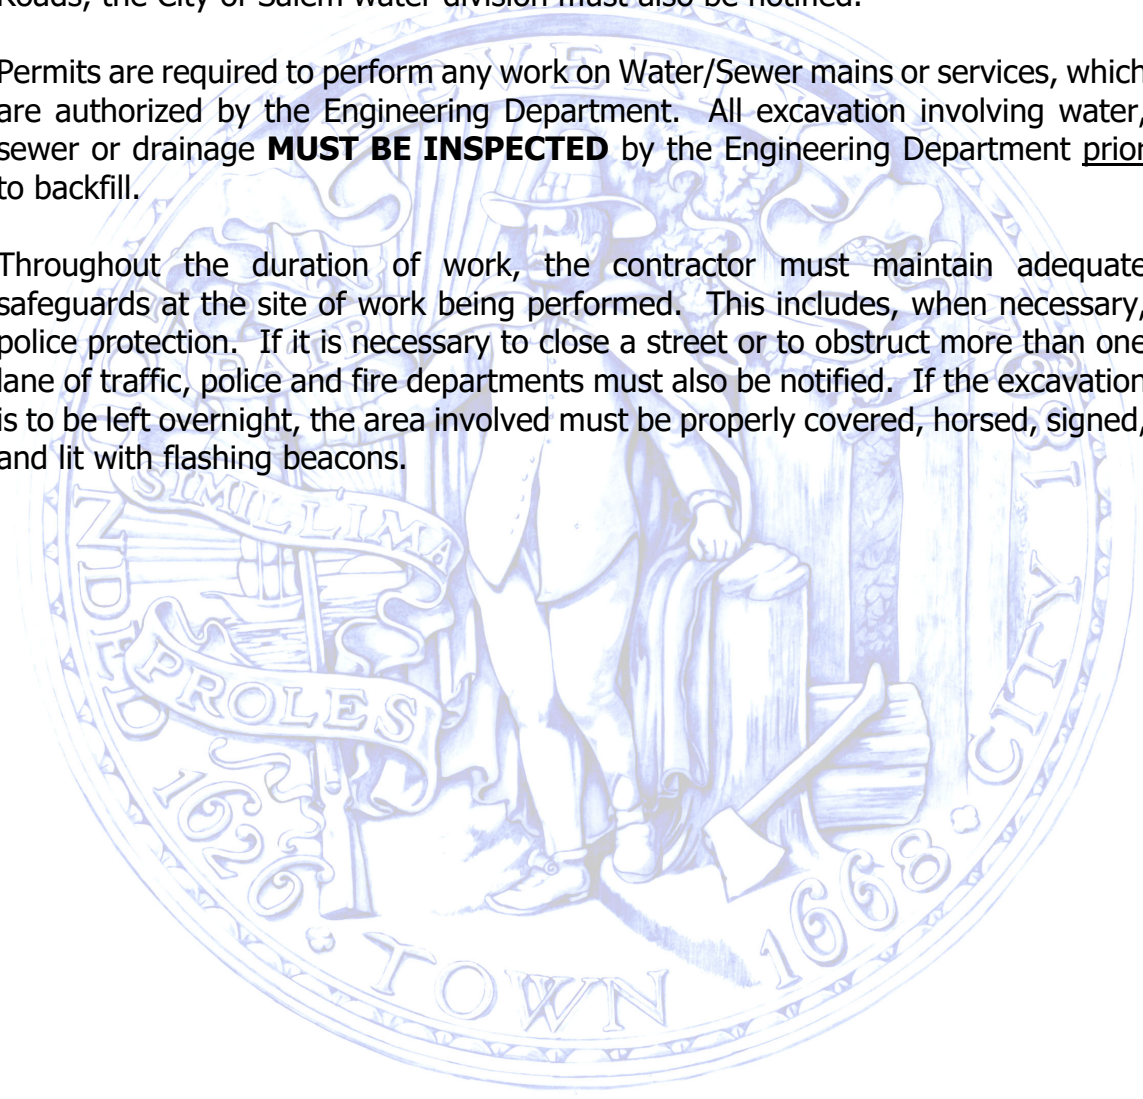 Roads, the City of Salem water division must also be notified.
Permits are required to perform any work on Water/Sewer mains or services, which
are authorized by the Engineering Department. All excavation involving water,
sewer or drainage MUST BE INSPECTED by the Engineering Department prior
to backfill.
Throughout the duration of work, the contractor must maintain adequate
safeguards at the site of work being performed. This includes, when necessary,
police protection. If it is necessary to close a street or to obstruct more than one
lane of traffic, police and fire departments must also be notified. If the excavation
is to be left overnight, the area involved must be properly covered, horsed, signed,
and lit with flashing beacons.
BEVERLY
SIMILLIMA
PROLES
1626
TOWN 1668
CITY